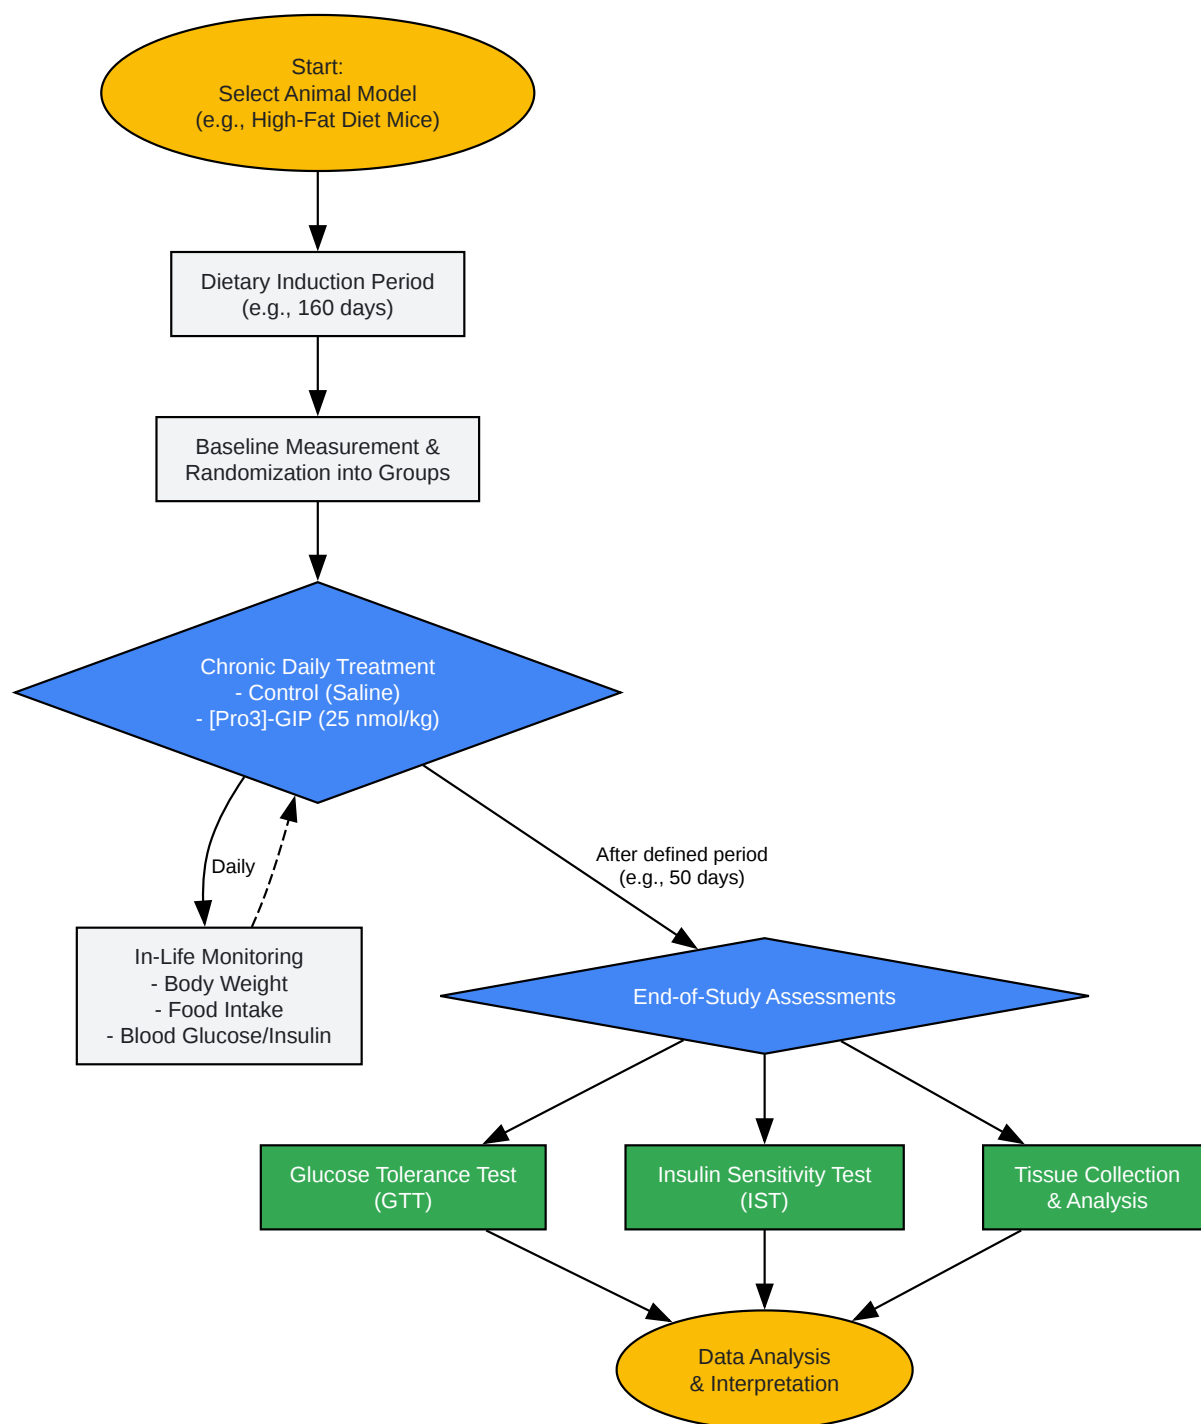 Start:
Select Animal Model
(e.g., High-Fat Diet Mice)
Dietary Induction Period
(e.g., 160 days)
Baseline Measurement &
Randomization into Groups
Chronic Daily Treatment
- Control (Saline)
- [Pro3]-GIP (25 nmol/kg)
Daily
After defined period
(e.g., 50 days)
In-Life Monitoring
- Body Weight
- Food Intake
- Blood Glucose/Insulin
End-of-Study Assessments
Glucose Tolerance Test
(GTT)
Insulin Sensitivity Test
(IST)
Tissue Collection
& Analysis
Data Analysis
& Interpretation